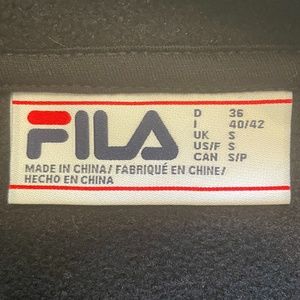 FILA
D 36
I 40/42
UK S
US/F S
CAN S/P
MADE IN CHINA/ FABRIQUÉ EN CHINE/
HECHO EN CHINA